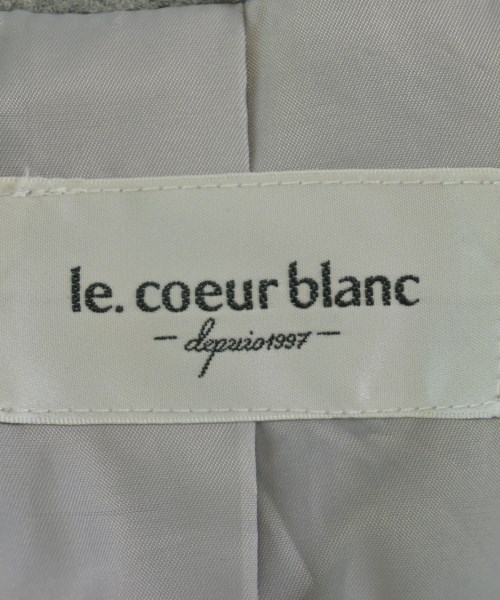 le. coeur blanc
- depuis 1997 -